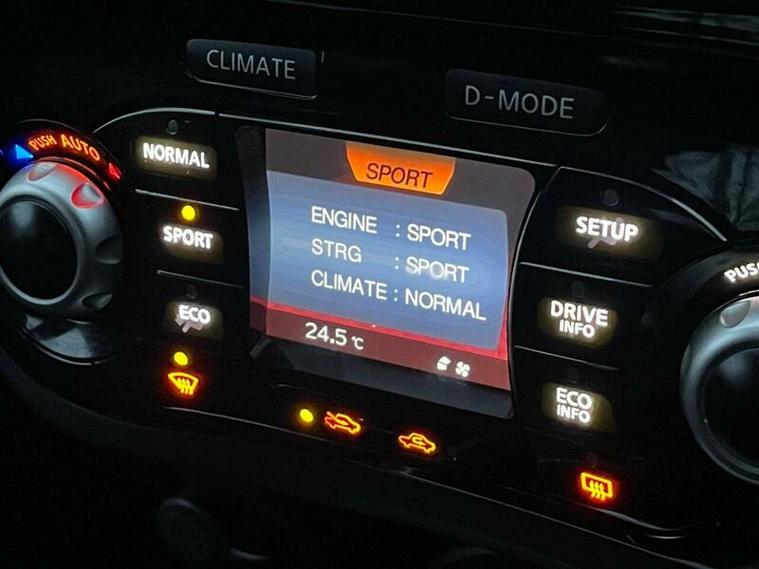 CLIMATE
D-MODE
PUSH AUTO
NORMAL
SPORT
ECO
SPORT
ENGINE : SPORT
STRG : SPORT
CLIMATE : NORMAL
24.5 °C
SETUP
DRIVE
INFO
ECO
INFO
PUSH